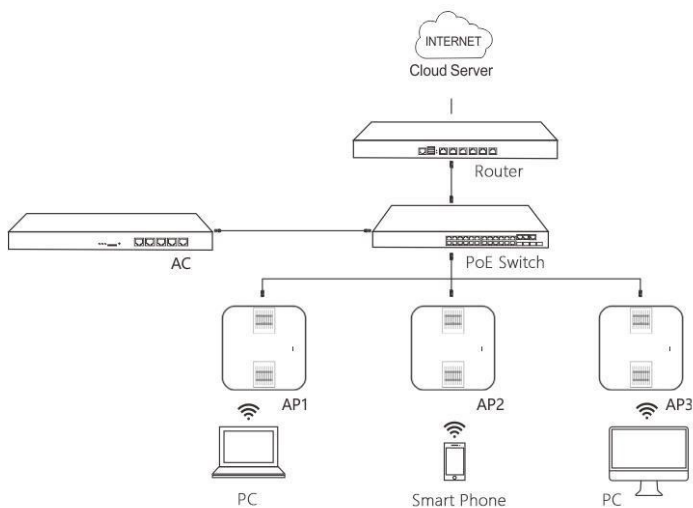 INTERNET
Cloud Server
Router
AC
PoE Switch
AP1
AP2
AP3
PC
Smart Phone
PC